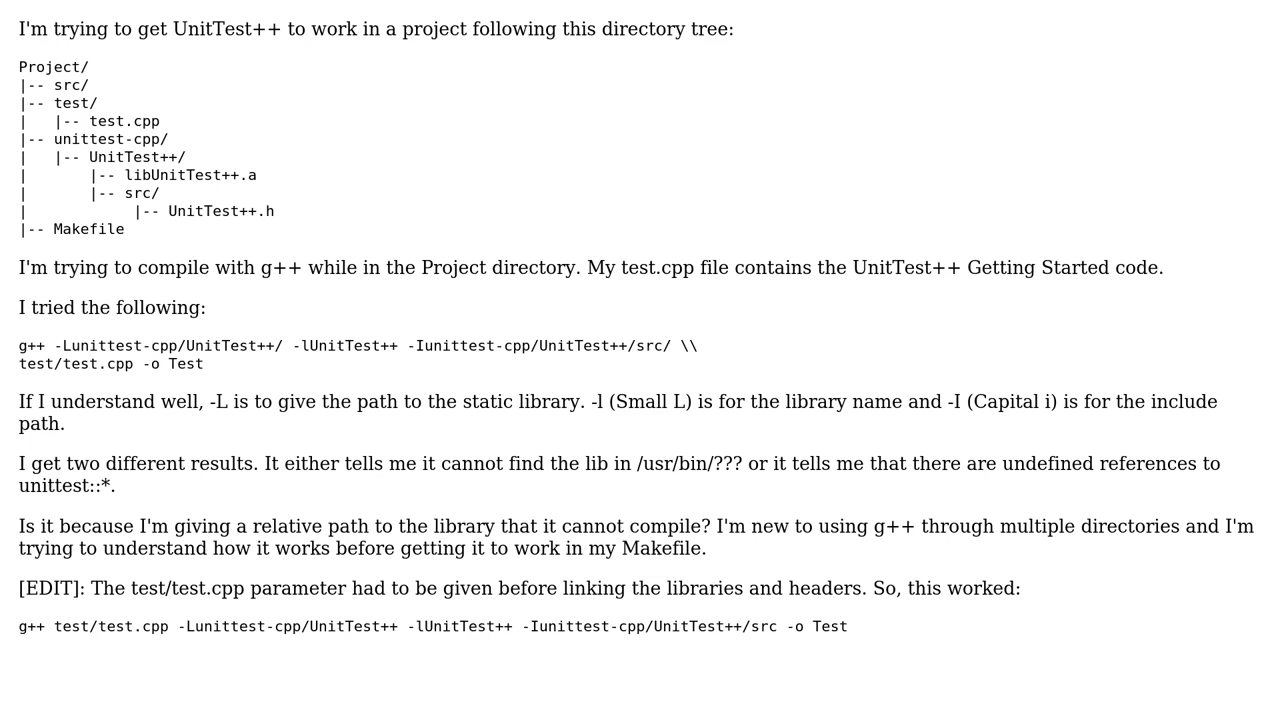 I'm trying to get UnitTest++ to work in a project following this directory tree:
Project/
|-- src/
|-- test/
|   |-- test.cpp
|-- unittest-cpp/
|   |-- UnitTest++/
|       |-- libUnitTest++.a
|       |-- src/
|            |-- UnitTest++.h
|-- Makefile
I'm trying to compile with g++ while in the Project directory. My test.cpp file contains the UnitTest++ Getting Started code.
I tried the following:
g++ -Lunittest-cpp/UnitTest++/ -lUnitTest++ -Iunittest-cpp/UnitTest++/src/ \\
test/test.cpp -o Test
If I understand well, -L is to give the path to the static library. -l (Small L) is for the library name and -I (Capital i) is for the include
path.
I get two different results. It either tells me it cannot find the lib in /usr/bin/??? or it tells me that there are undefined references to
unittest::*.
Is it because I'm giving a relative path to the library that it cannot compile? I'm new to using g++ through multiple directories and I'm
trying to understand how it works before getting it to work in my Makefile.
[EDIT]: The test/test.cpp parameter had to be given before linking the libraries and headers. So, this worked:
g++ test/test.cpp -Lunittest-cpp/UnitTest++ -lUnitTest++ -Iunittest-cpp/UnitTest++/src -o Test